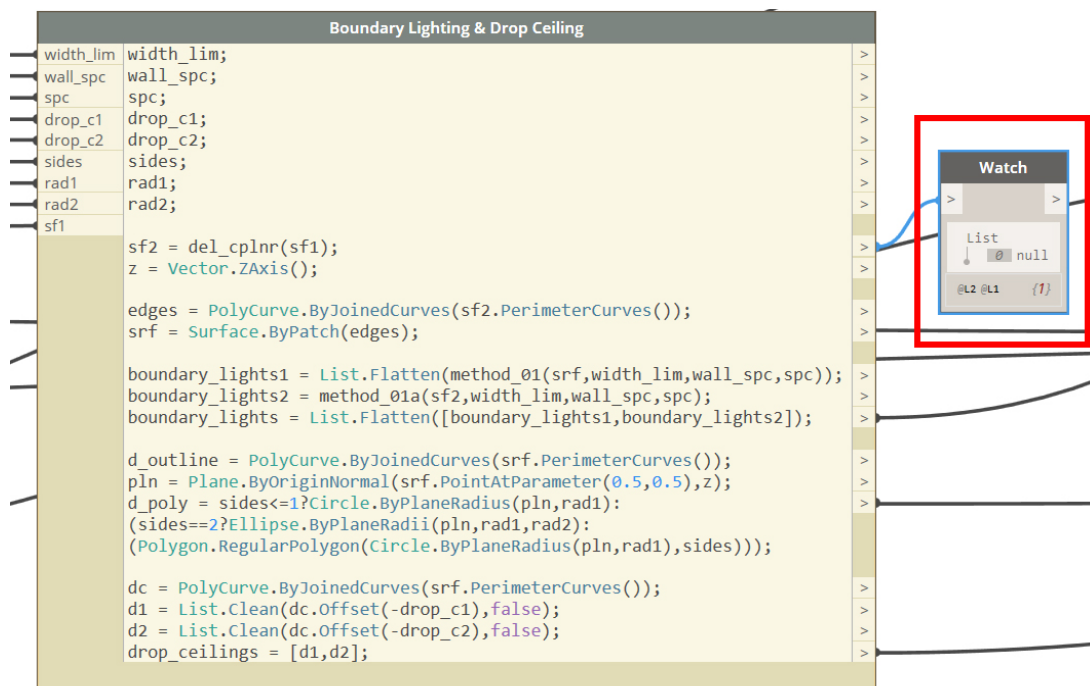 Boundary Lighting & Drop Ceiling
width_lim width_lim; >
wall_spc wall_spc; >
spc spc; >
drop_c1 drop_c1; >
drop_c2 drop_c2; >
sides sides; >
rad1 rad1; >
rad2 rad2; >
sf1
sf2 = del_cplnr(sf1); >
z = Vector.ZAxis(); >
edges = PolyCurve.ByJoinedCurves(sf2.PerimeterCurves()); >
srf = Surface.ByPatch(edges); >
boundary_lights1 = List.Flatten(method_01(srf,width_lim,wall_spc,spc)); >
boundary_lights2 = method_01a(sf2,width_lim,wall_spc,spc); >
boundary_lights = List.Flatten([boundary_lights1,boundary_lights2]); >
d_outline = PolyCurve.ByJoinedCurves(srf.PerimeterCurves()); >
pln = Plane.ByOriginNormal(srf.PointAtParameter(0.5,0.5),z); >
d_poly = sides<=1?Circle.ByPlaneRadius(pln,rad1): >
(sides==2?Ellipse.ByPlaneRadii(pln,rad1,rad2):
(Polygon.RegularPolygon(Circle.ByPlaneRadius(pln,rad1),sides)));
dc = PolyCurve.ByJoinedCurves(srf.PerimeterCurves()); >
d1 = List.Clean(dc.Offset(-drop_c1),false); >
d2 = List.Clean(dc.Offset(-drop_c2),false); >
drop_ceilings = [d1,d2]; >
Watch
> >
List
0 null
@L2 @L1 {1}